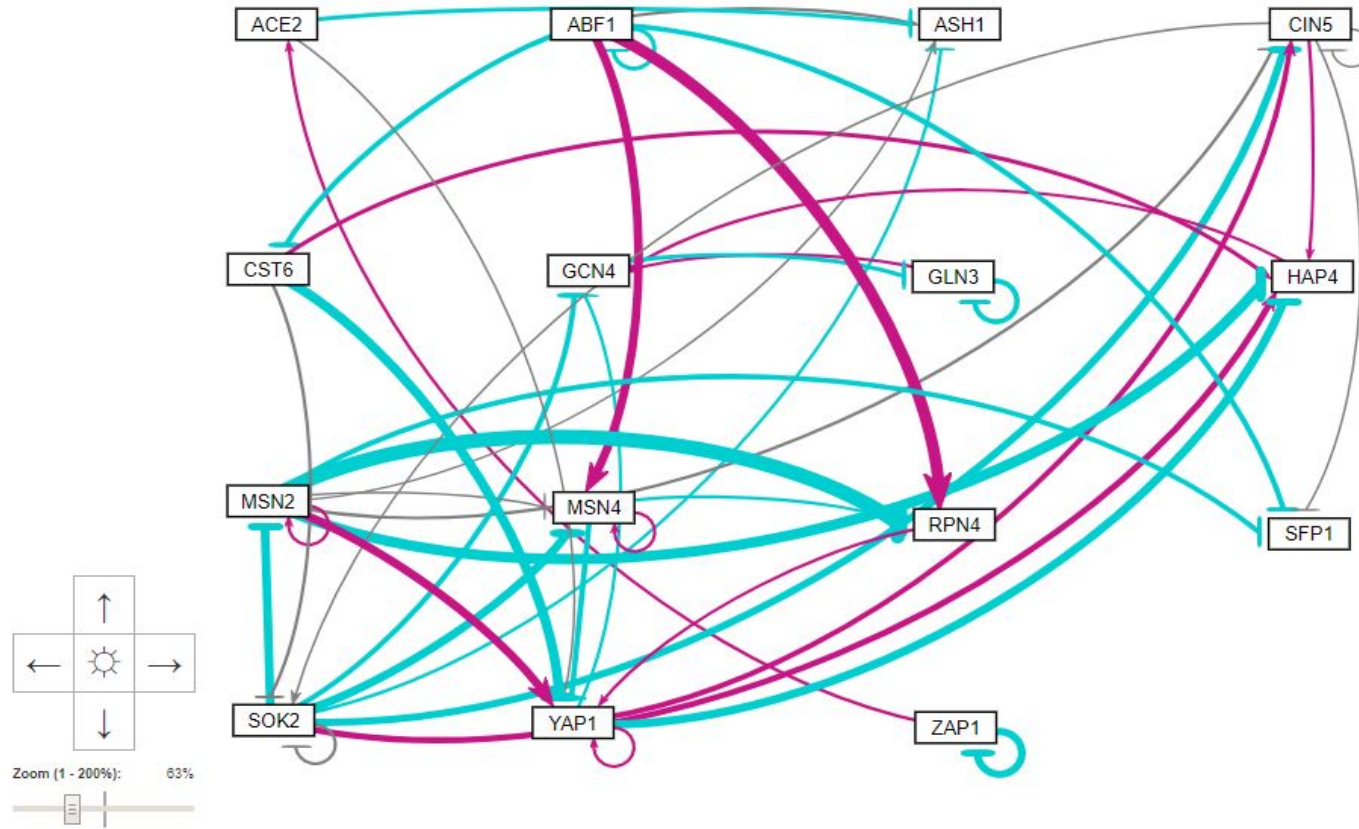 ACE2
ABF1
ASH1
CIN5
CST6
GCN4
GLN3
HAP4
MSN2
MSN4
RPN4
SFP1
SOK2
YAP1
ZAP1
Zoom (1 - 200%): 63%